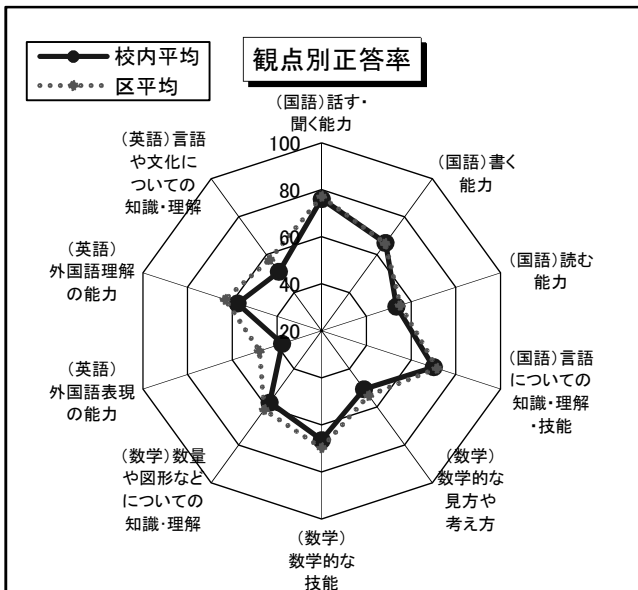 校内平均
区平均
観点別正答率
(国語)話す・
聞く能力
(国語)書く
能力
(国語)読む
能力
(国語)言語
についての
知識・理解
・技能
(数学)
数学的な
見方や
考え方
(数学)
数学的な
技能
(数学)数量
や図形など
についての
知識・理解
(英語)
外国語表現
の能力
(英語)
外国語理解
の能力
(英語)言語
や文化に
ついての
知識・理解
100
80
60
40
20